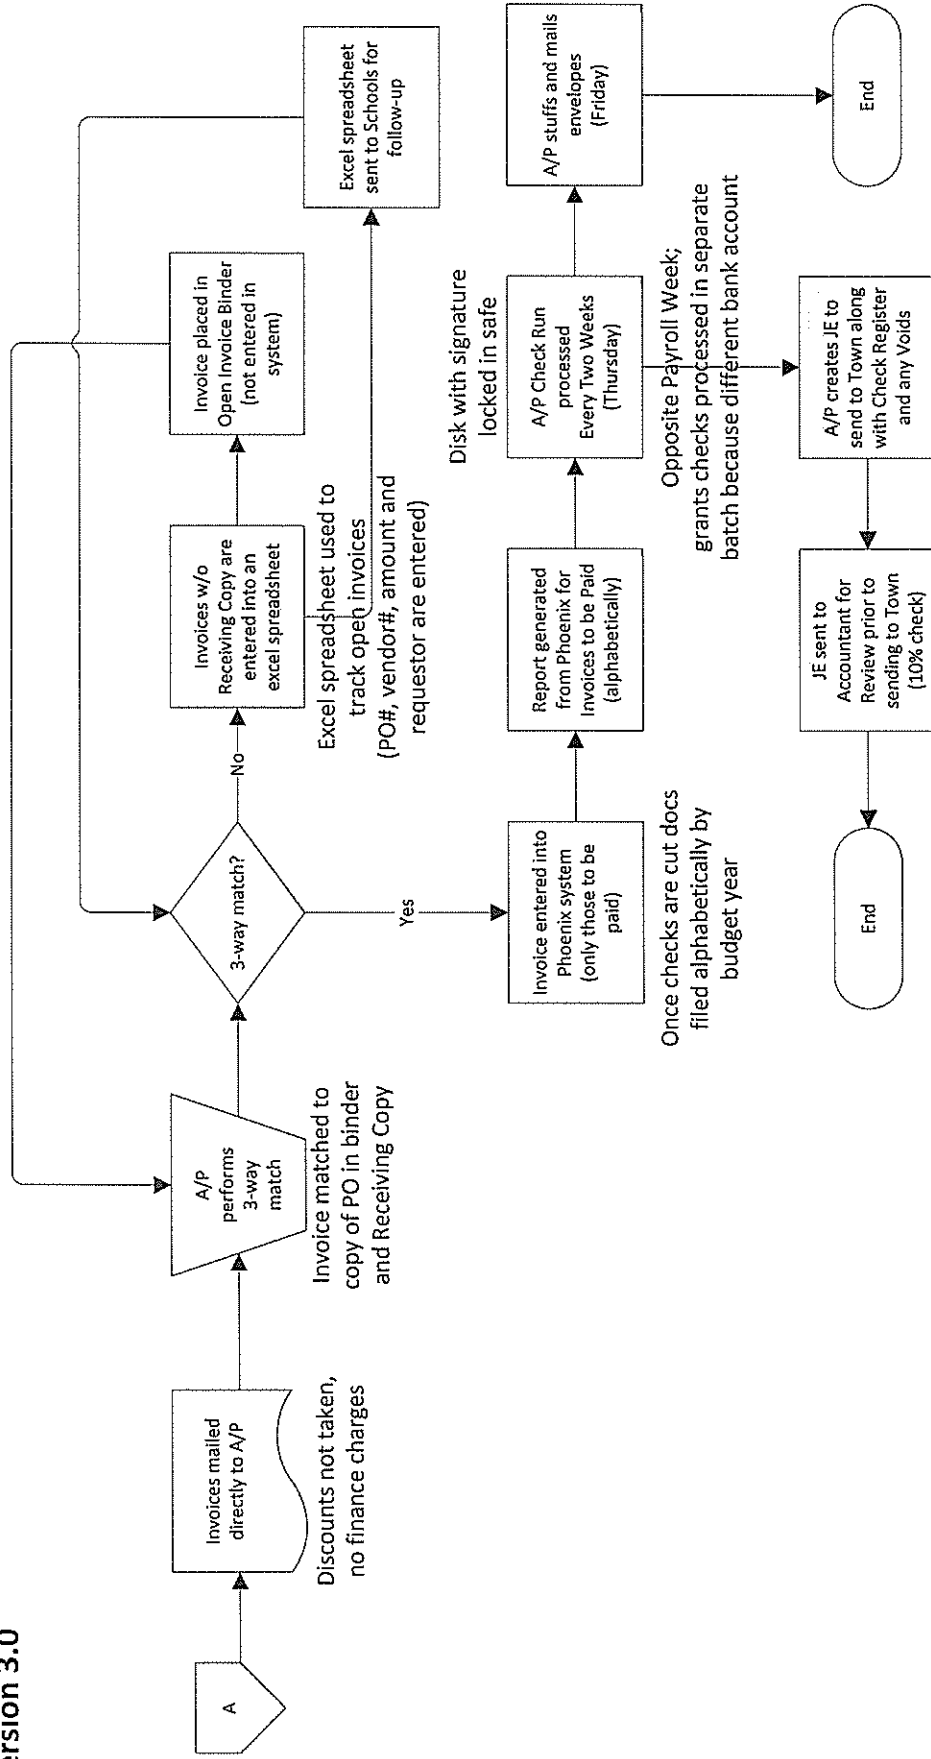 ersion 3.0
A
Invoices mailed
directly to A/P
Discounts not taken,
no finance charges
A/P
performs
3-way
match
Invoice matched to
copy of PO in binder
and Receiving Copy
3-way match?
No
Yes
Invoices w/o
Receiving Copy are
entered into an
excel spreadsheet
Excel spreadsheet used to
track open invoices
(PO#, vendor#, amount and
requestor are entered)
Invoice placed in
Open Invoice Binder
(not entered in
system)
Excel spreadsheet
sent to Schools for
follow-up
Invoice entered into
Phoenix system
(only those to be
paid)
Once checks are cut docs
filed alphabetically by
budget year
Report generated
from Phoenix for
Invoices to be Paid
(alphabetically)
Disk with signature
locked in safe
A/P Check Run
processed
Every Two Weeks
(Thursday)
Opposite Payroll Week;
grants checks processed in separate
batch because different bank account
A/P stuffs and mails
envelopes
(Friday)
End
A/P creates JE to
send to Town along
with Check Register
and any Voids
JE sent to
Accountant for
Review prior to
sending to Town
(10% check)
End